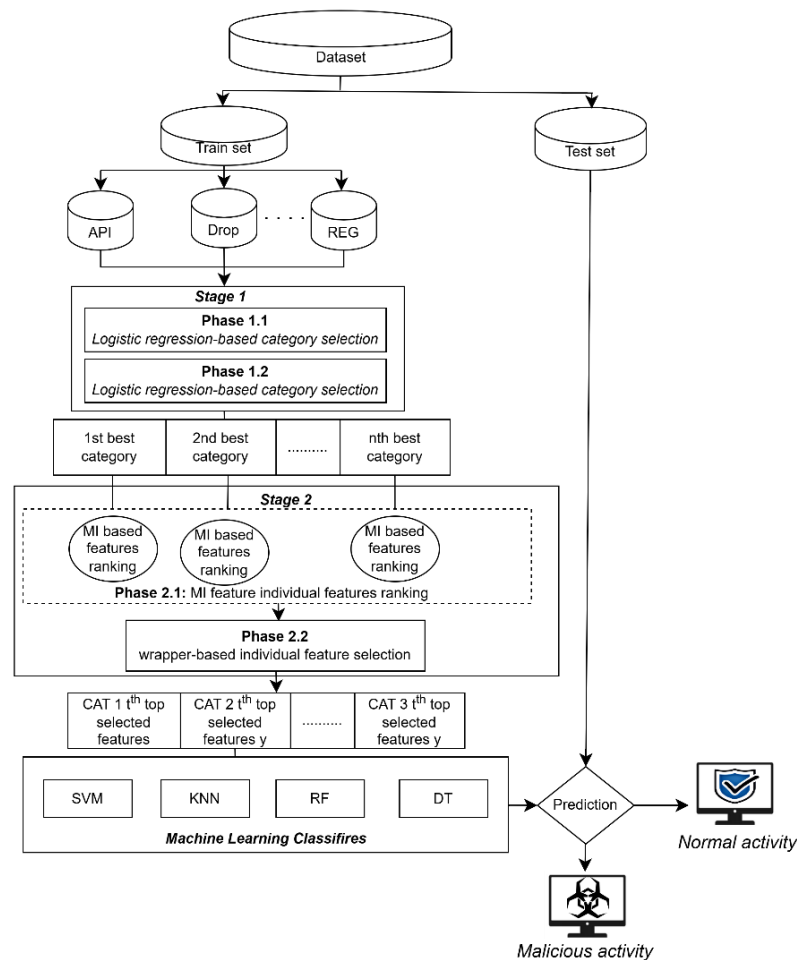 Dataset
Train set
Test set
API
Drop
. . . .
REG
Stage 1
Phase 1.1
Logistic regression-based category selection
Phase 1.2
Logistic regression-based category selection
1st best
category
2nd best
category
..........
nth best
category
Stage 2
MI based
features
ranking
MI based
features
ranking
MI based
features
ranking
Phase 2.1: MI feature individual features ranking
Phase 2.2
wrapper-based individual feature selection
CAT 1 tth top
selected
features
CAT 2 tth top
selected
features y
..........
CAT 3 tth top
selected
features y
SVM
KNN
RF
DT
Machine Learning Classifires
Prediction
Normal activity
Malicious activity